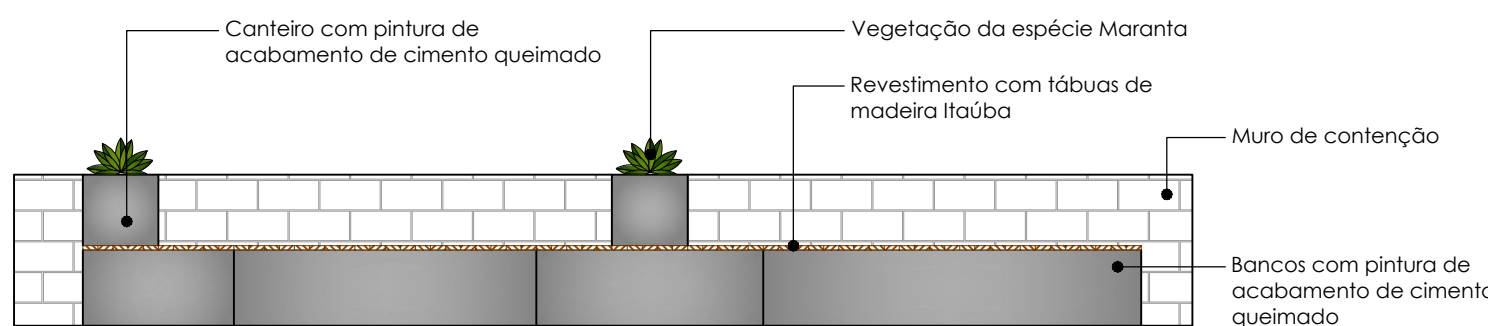 Canteiro com pintura de
acabamento de cimento queimado
Vegetação da espécie Maranta
Revestimento com tábuas de
madeira Itaúba
Muro de contenção
Bancos com pintura de
acabamento de cimento
queimado